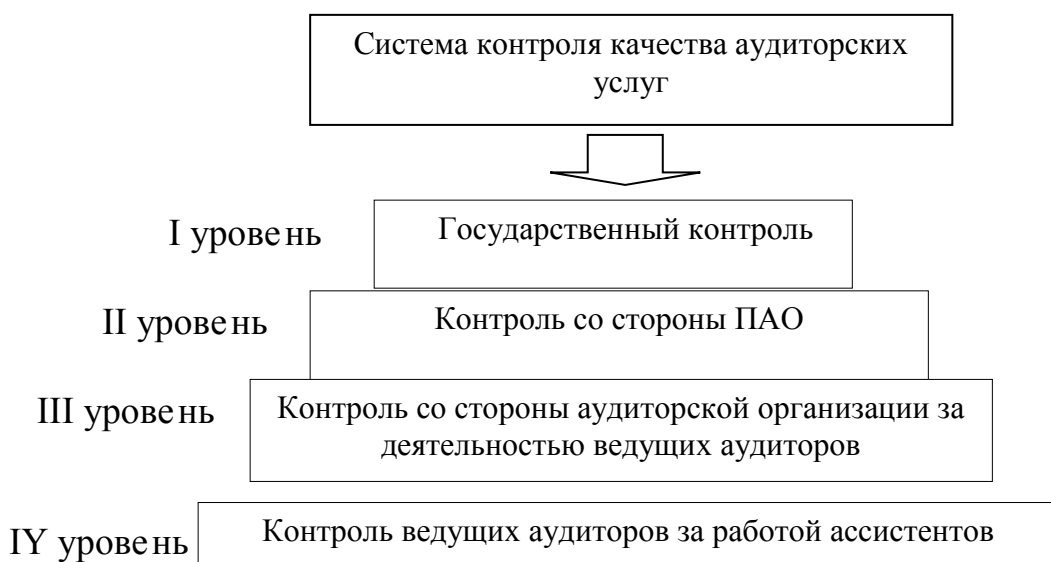 Система контроля качества аудиторских
услуг
I уровень
Государственный контроль
II уровень
Контроль со стороны ПАО
III уровень
Контроль со стороны аудиторской организации за
деятельностью ведущих аудиторов
IY уровень
Контроль ведущих аудиторов за работой ассистентов